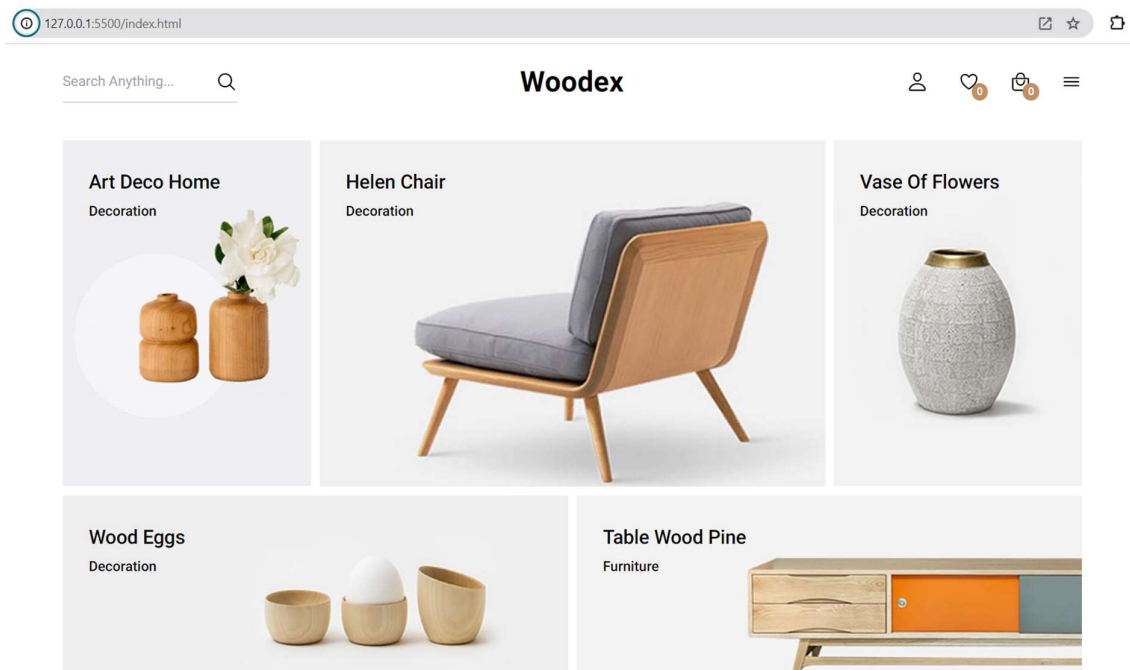 127.0.0.1:5500/index.html
Search Anything...
Woodex
0
0
Art Deco Home
Decoration
Helen Chair
Decoration
Vase Of Flowers
Decoration
Wood Eggs
Decoration
Table Wood Pine
Furniture